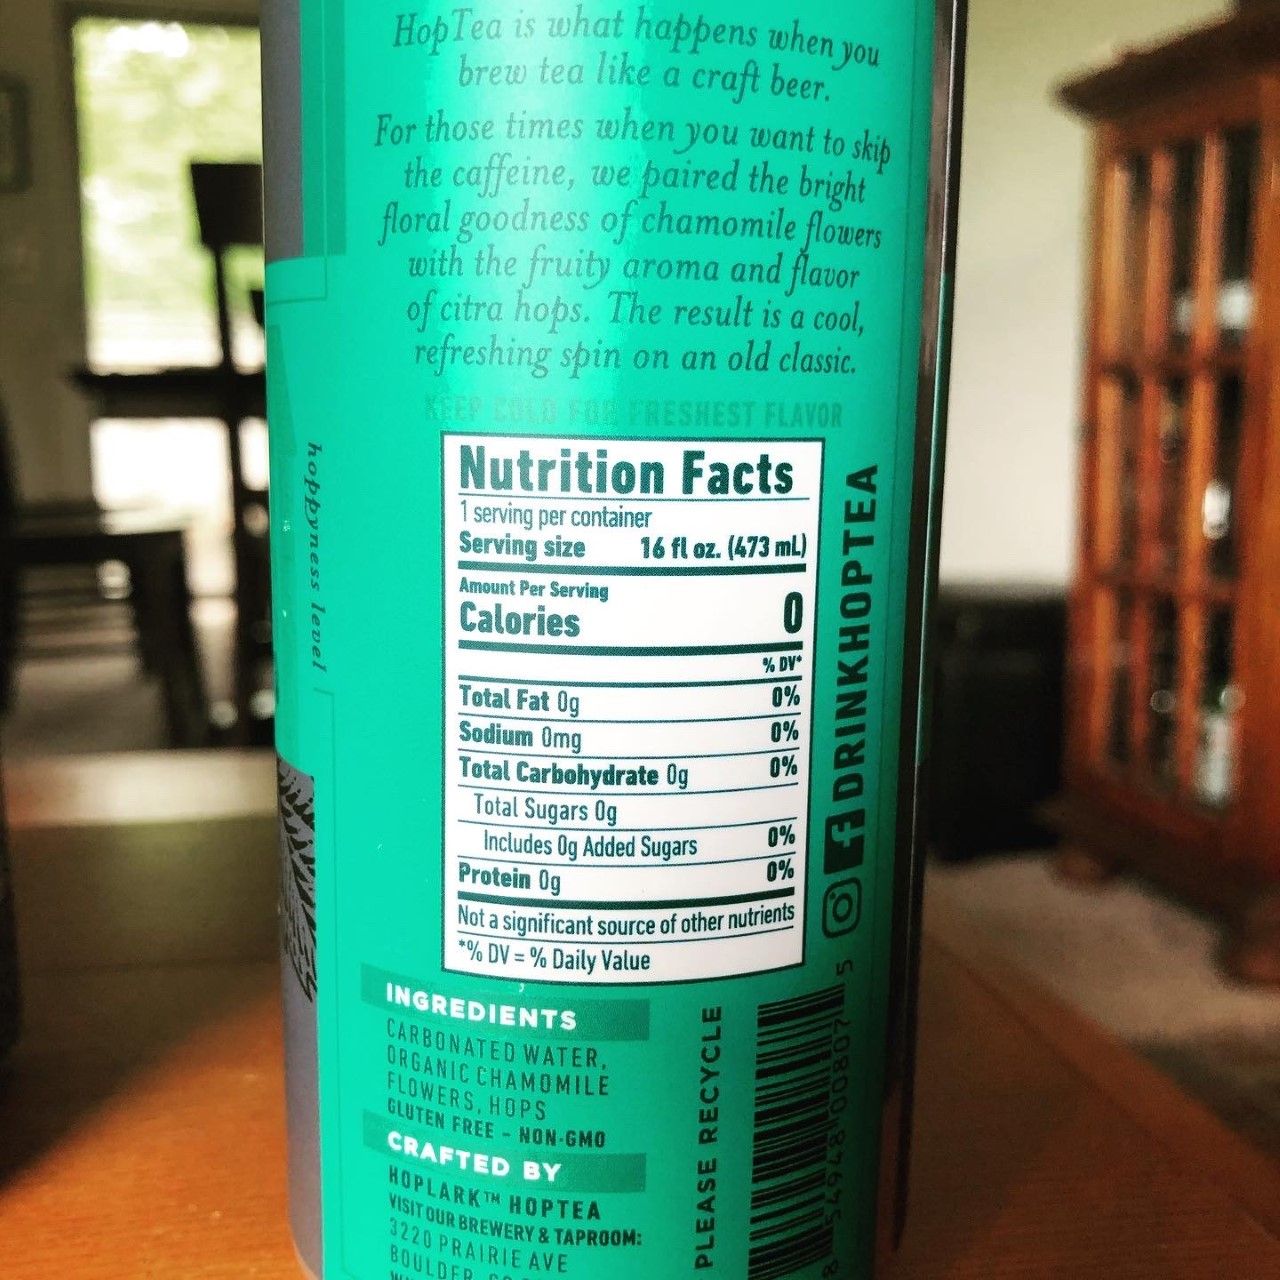 HopTea is what happens when you
brew tea like a craft beer.
For those times when you want to skip
the caffeine, we paired the bright
floral goodness of chamomile flowers
with the fruity aroma and flavor
of citra hops. The result is a cool,
refreshing spin on an old classic.
KEEP COLD FOR FRESHEST FLAVOR
hoppyness level
Nutrition Facts
1 serving per container
Serving size 16 fl oz. (473 mL)
Amount Per Serving
Calories 0
% DV*
Total Fat 0g 0%
Sodium 0mg 0%
Total Carbohydrate 0g 0%
Total Sugars 0g
Includes 0g Added Sugars 0%
Protein 0g 0%
Not a significant source of other nutrients
*% DV = % Daily Value
DRINKHOPTEA
INGREDIENTS
CARBONATED WATER,
ORGANIC CHAMOMILE
FLOWERS, HOPS
GLUTEN FREE - NON-GMO
CRAFTED BY
HOPLARK™ HOPTEA
VISIT OUR BREWERY & TAPROOM:
3220 PRAIRIE AVE
BOULDER,
PLEASE RECYCLE
8 54948 00807 5